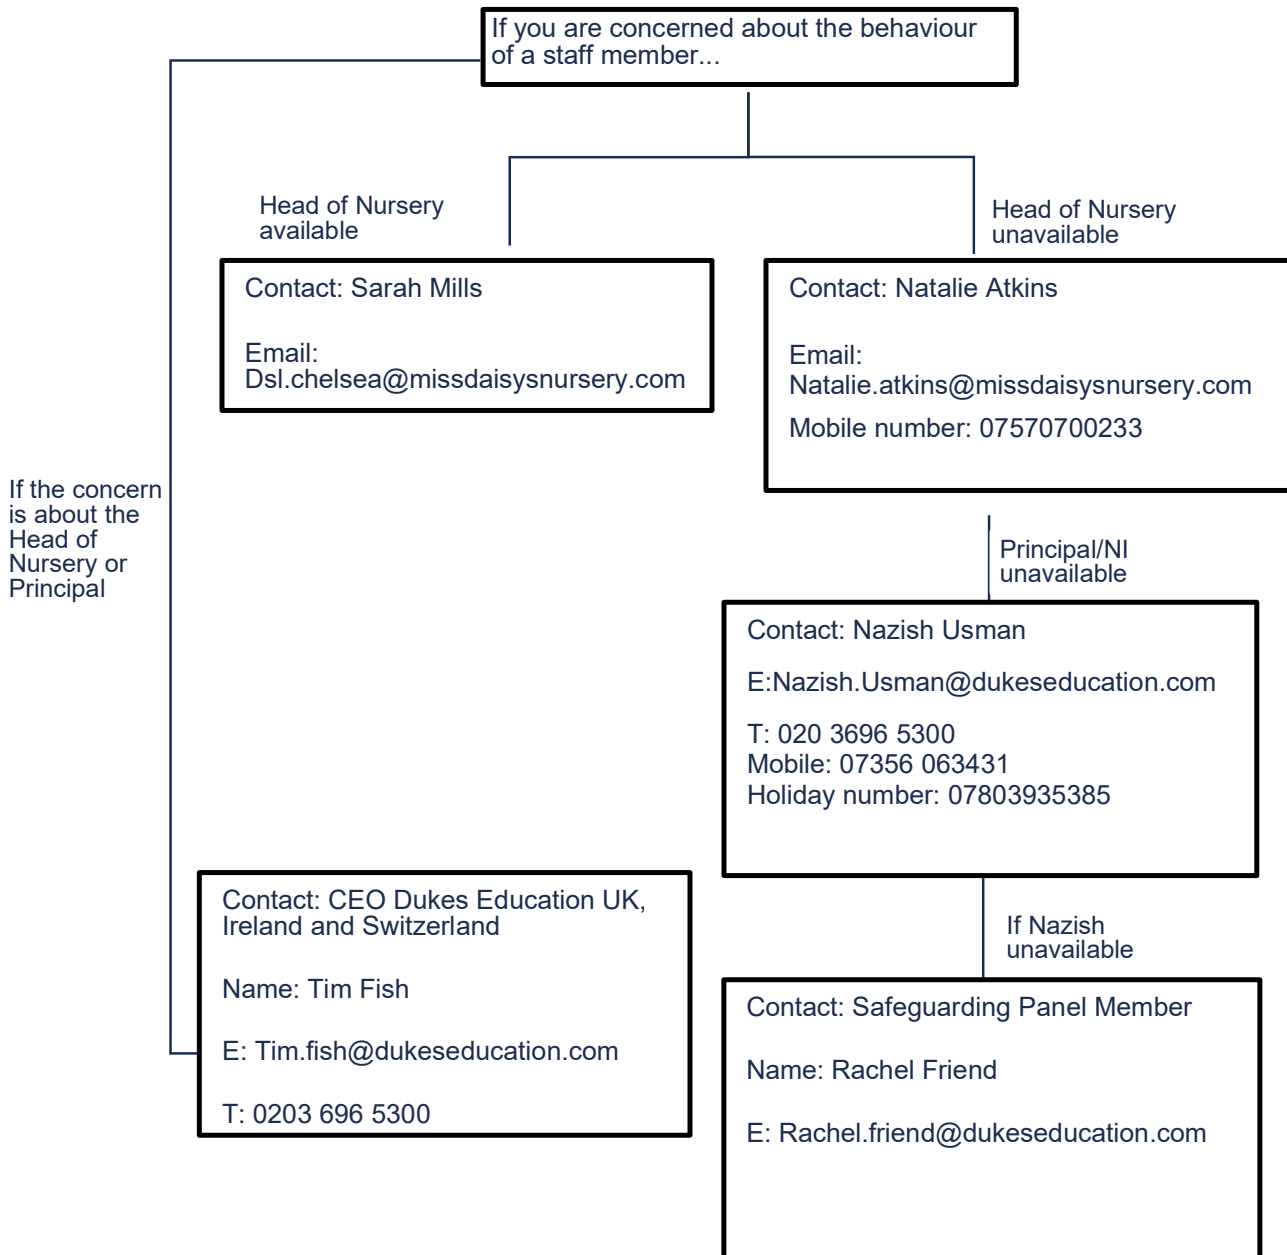 If you are concerned about the behaviour
of a staff member...
Head of Nursery
available
Head of Nursery
unavailable
Contact: Sarah Mills
Email:
Dsl.chelsea@missdaisysnursery.com
Contact: Natalie Atkins
Email:
Natalie.atkins@missdaisysnursery.com
Mobile number: 07570700233
If the concern
is about the
Head of
Nursery or
Principal
Principal/NI
unavailable
Contact: Nazish Usman
E:Nazish.Usman@dukeseducation.com
T: 020 3696 5300
Mobile: 07356 063431
Holiday number: 07803935385
Contact: CEO Dukes Education UK,
Ireland and Switzerland
Name: Tim Fish
E: Tim.fish@dukeseducation.com
T: 0203 696 5300
If Nazish
unavailable
Contact: Safeguarding Panel Member
Name: Rachel Friend
E: Rachel.friend@dukeseducation.com